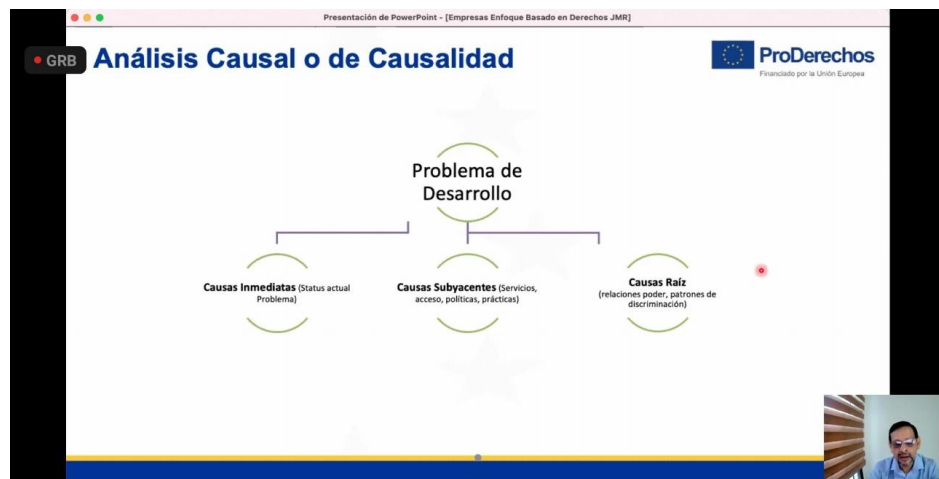 Presentación de PowerPoint - [Empresas Enfoque Basado en Derechos JMR]
GRB
Análisis Causal o de Causalidad
ProDerechos
Financiado por la Unión Europea
Problema de
Desarrollo
Causas Inmediatas (Status actual
Problema)
Causas Subyacentes (Servicios,
acceso, políticas, prácticas)
Causas Raíz
(relaciones poder, patrones de
discriminación)